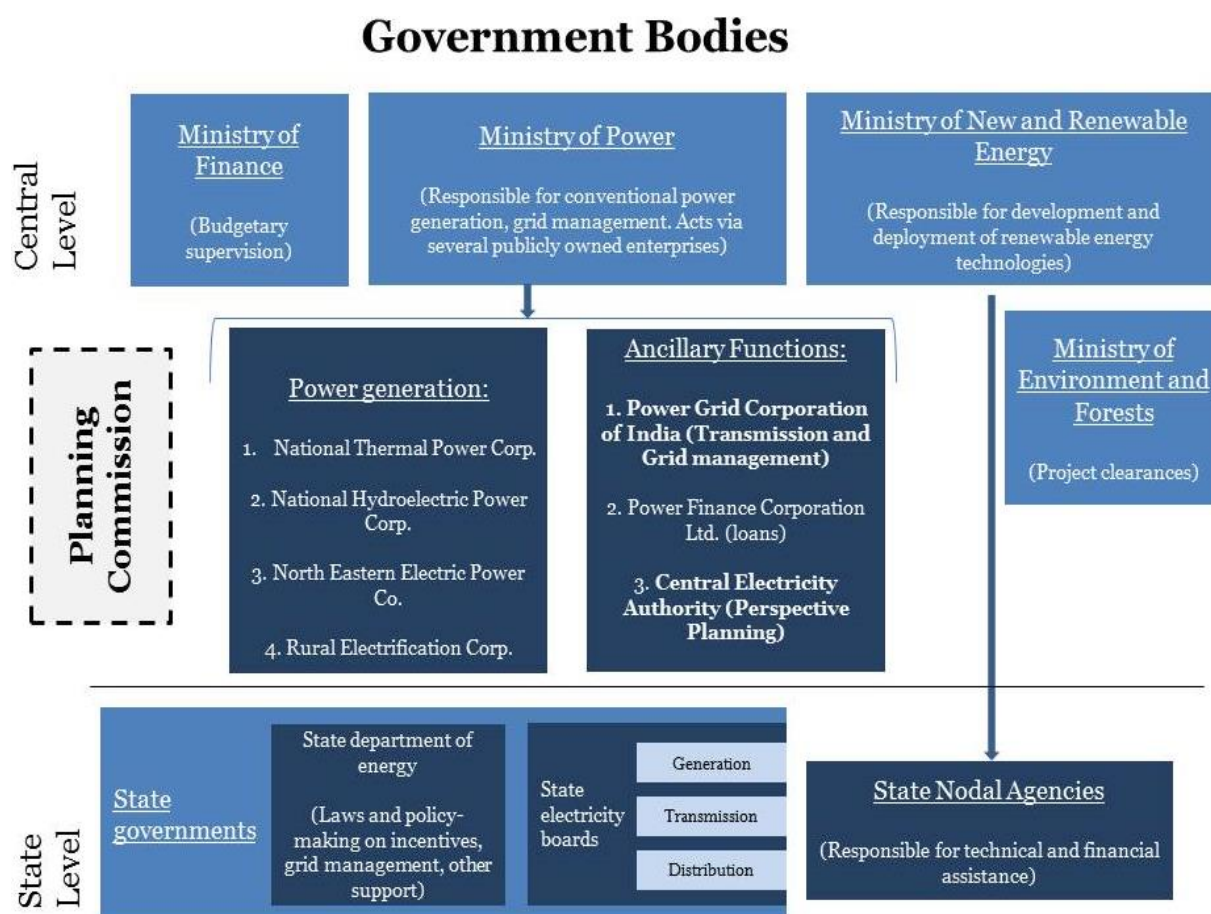 Government Bodies
Central
Level
Ministry of
Finance
(Budgetary
supervision)
Ministry of Power
(Responsible for conventional power
generation, grid management. Acts via
several publicly owned enterprises)
Ministry of New and Renewable
Energy
(Responsible for development and
deployment of renewable energy
technologies)
Planning
Commission
Power generation:
1. National Thermal Power Corp.
2. National Hydroelectric Power
Corp.
3. North Eastern Electric Power
Co.
4. Rural Electrification Corp.
Ancillary Functions:
1. Power Grid Corporation
of India (Transmission and
Grid management)
2. Power Finance Corporation
Ltd. (loans)
3. Central Electricity
Authority (Perspective
Planning)
Ministry of
Environment and
Forests
(Project clearances)
State
Level
State
governments
State department of
energy
(Laws and policy-
making on incentives,
grid management, other
support)
State
electricity
boards
Generation
Transmission
Distribution
State Nodal Agencies
(Responsible for technical and financial
assistance)